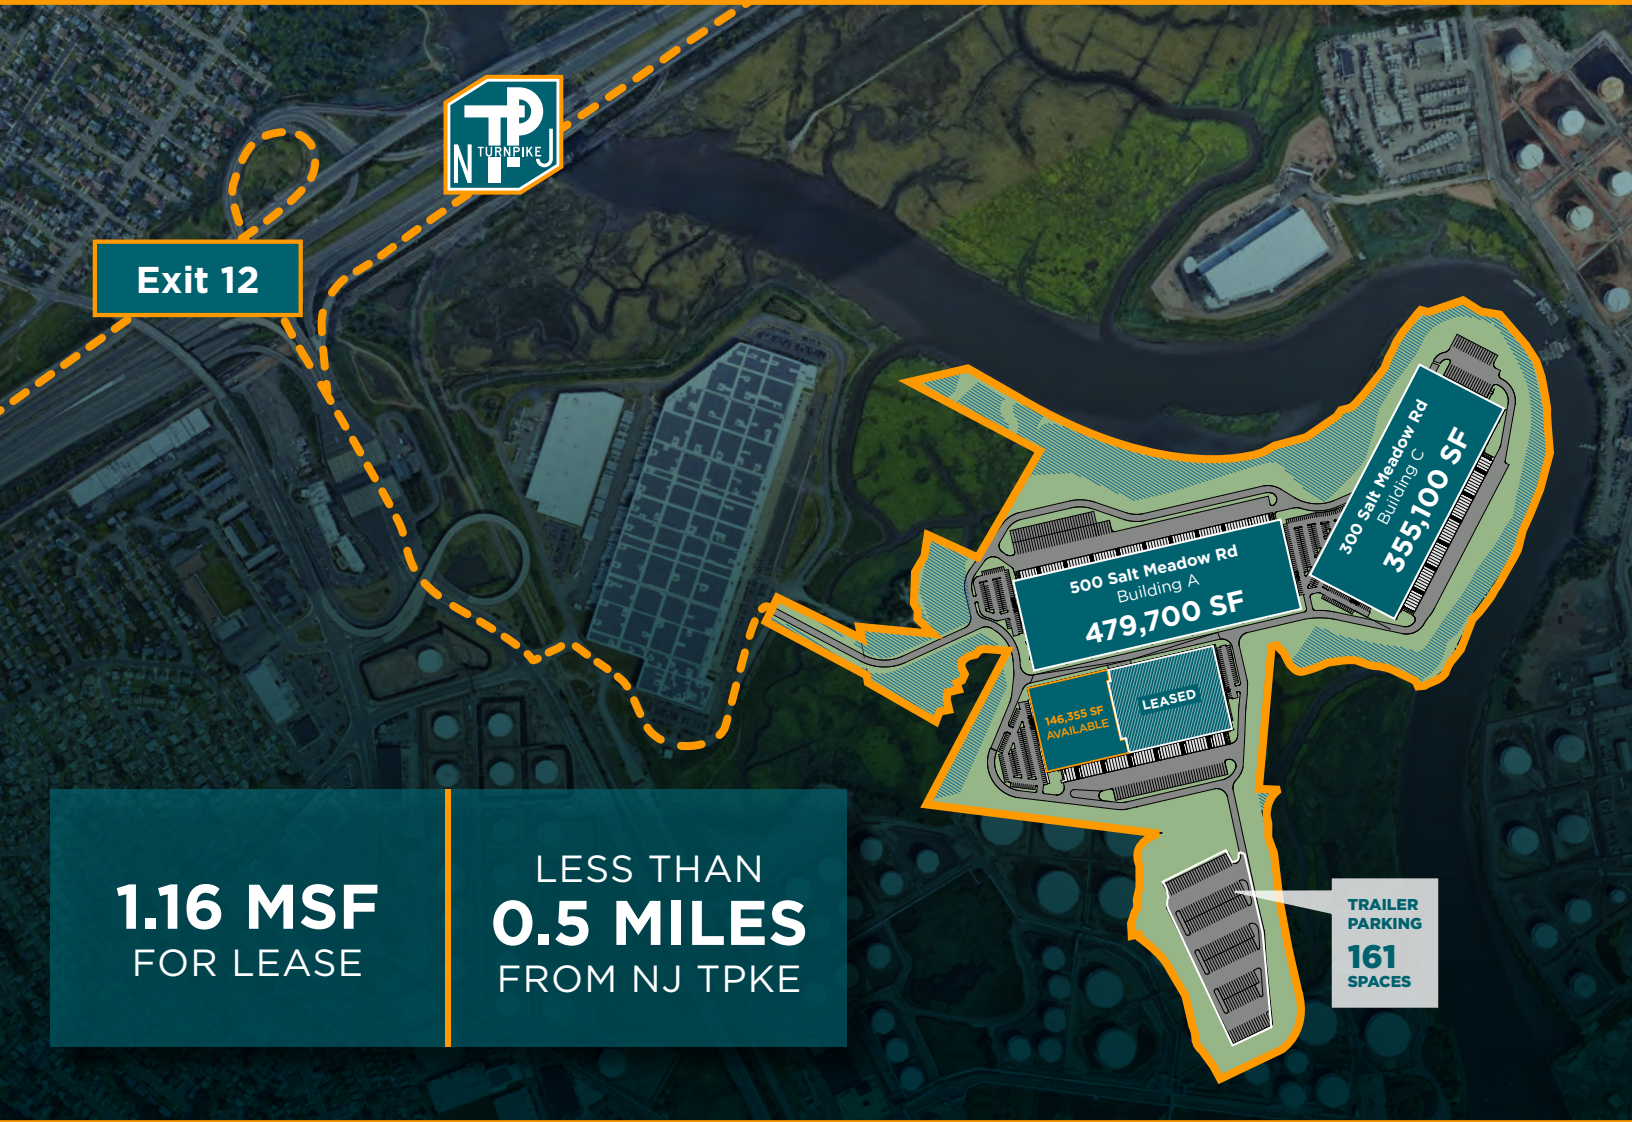 TP
N TURNPIKE J
Exit 12
300 Salt Meadow Rd
Building C
355,100 SF
500 Salt Meadow Rd
Building A
479,700 SF
146,355 SF
AVAILABLE
LEASED
1.16 MSF
FOR LEASE
LESS THAN
0.5 MILES
FROM NJ TPKE
TRAILER
PARKING
161
SPACES